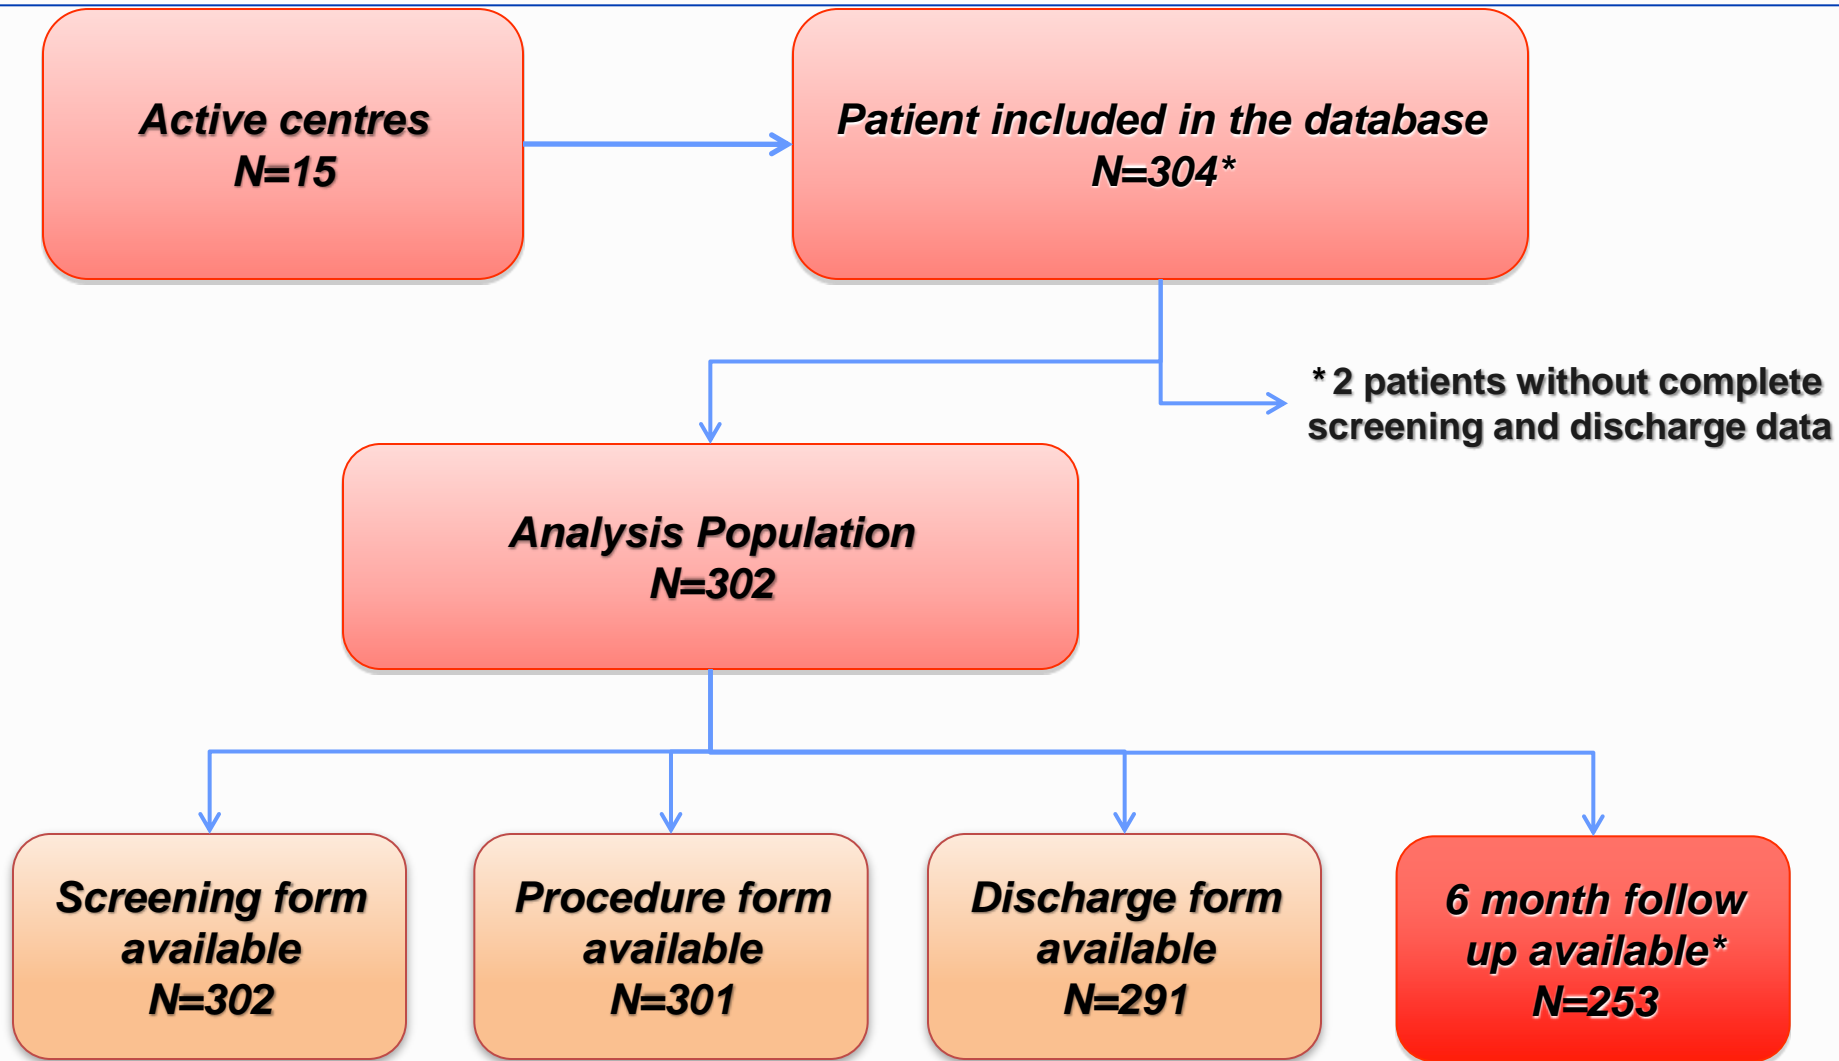 Active centres
N=15
Patient included in the database
N=304*
* 2 patients without complete
screening and discharge data
Analysis Population
N=302
Screening form
available
N=302
Procedure form
available
N=301
Discharge form
available
N=291
6 month follow
up available*
N=253